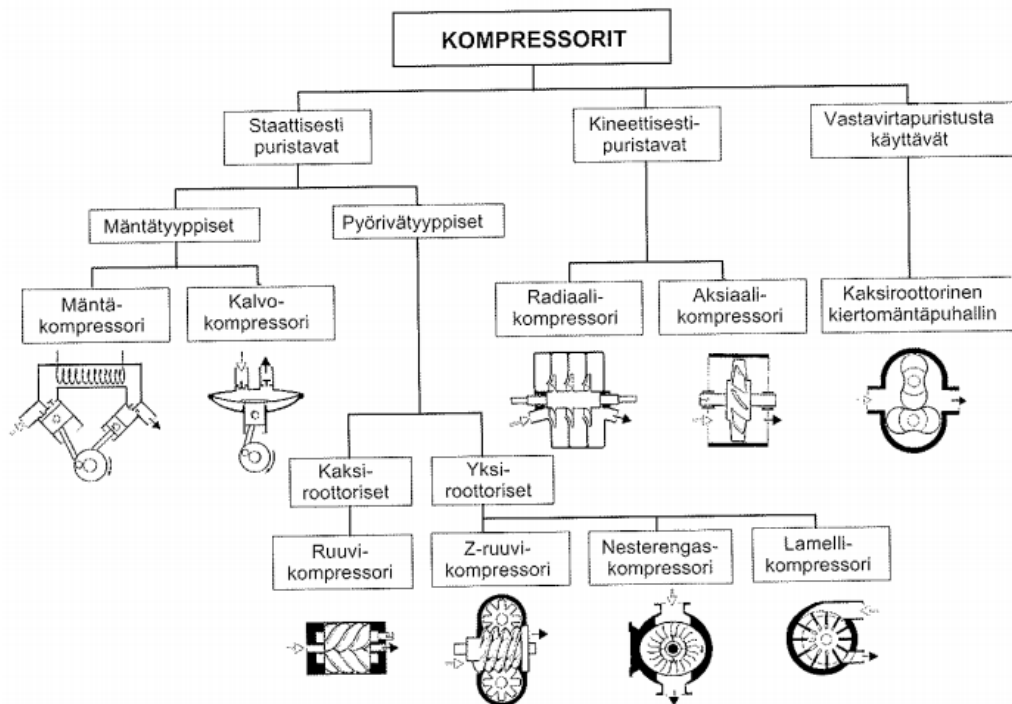 KOMPRESSORIT
Staattisesti
puristavat
Kineettisesti-
puristavat
Vastavirtapuristusta
käyttävät
Mäntätyyppiset
Pyörivätyyppiset
Mäntä-
kompressori
Kalvo-
kompressori
Radiaali-
kompressori
Aksiaali-
kompressori
Kaksiroottorinen
kiertomäntäpuhallin
Kaksi-
roottoriset
Yksi-
roottoriset
Ruuvi-
kompressori
Z-ruuvi-
kompressori
Nesterengas-
kompressori
Lamelli-
kompressori